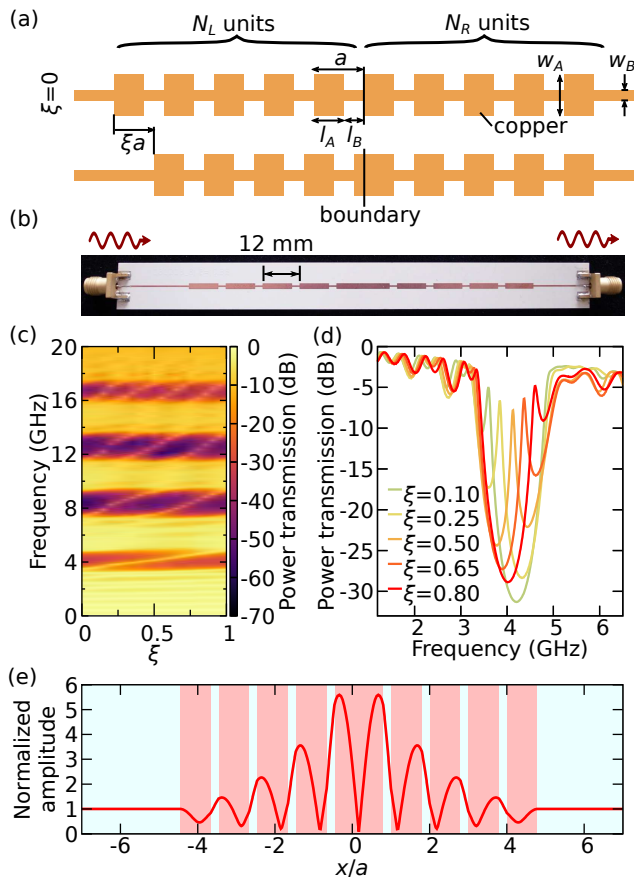 (a)
N_L units
N_R units
a
w_A
w_B
ξ=0
copper
ξa
l_A
l_B
boundary
(b)
12 mm
(c)
20
16
12
8
4
0
Frequency (GHz)
0
0.5
1
ξ
0
-10
-20
-30
-40
-50
-60
-70
Power transmission (dB)
(d)
0
-5
-10
-15
-20
-25
-30
Power transmission (dB)
ξ=0.10
ξ=0.25
ξ=0.50
ξ=0.65
ξ=0.80
2
3
4
5
6
Frequency (GHz)
(e)
6
5
4
3
2
1
0
Normalized
amplitude
-6
-4
-2
0
2
4
6
x/a